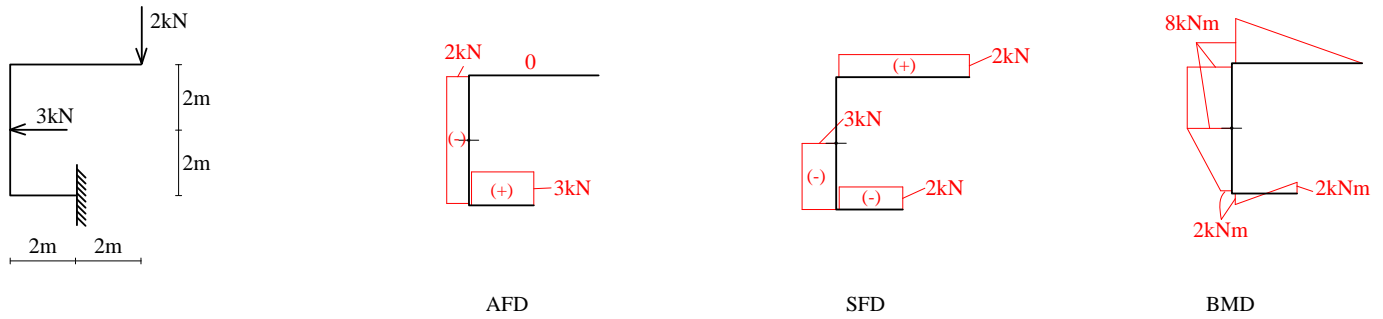 2kN
3kN
2m
2m
2m
2m
2kN
0
(-)
(+)
3kN
AFD
(+)
2kN
3kN
(-)
(-)
2kN
SFD
8kNm
2kNm
2kNm
BMD